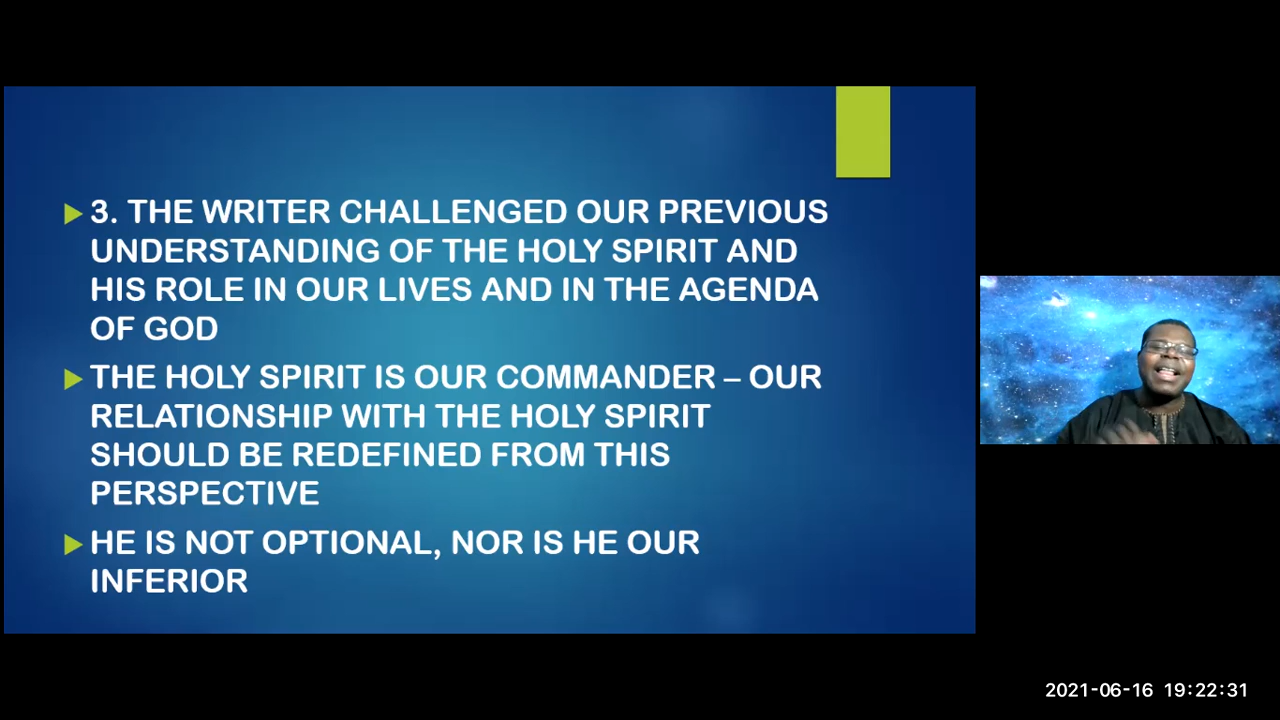 3. THE WRITER CHALLENGED OUR PREVIOUS
UNDERSTANDING OF THE HOLY SPIRIT AND
HIS ROLE IN OUR LIVES AND IN THE AGENDA
OF GOD
THE HOLY SPIRIT IS OUR COMMANDER – OUR
RELATIONSHIP WITH THE HOLY SPIRIT
SHOULD BE REDEFINED FROM THIS
PERSPECTIVE
HE IS NOT OPTIONAL, NOR IS HE OUR
INFERIOR
2021-06-16 19:22:31